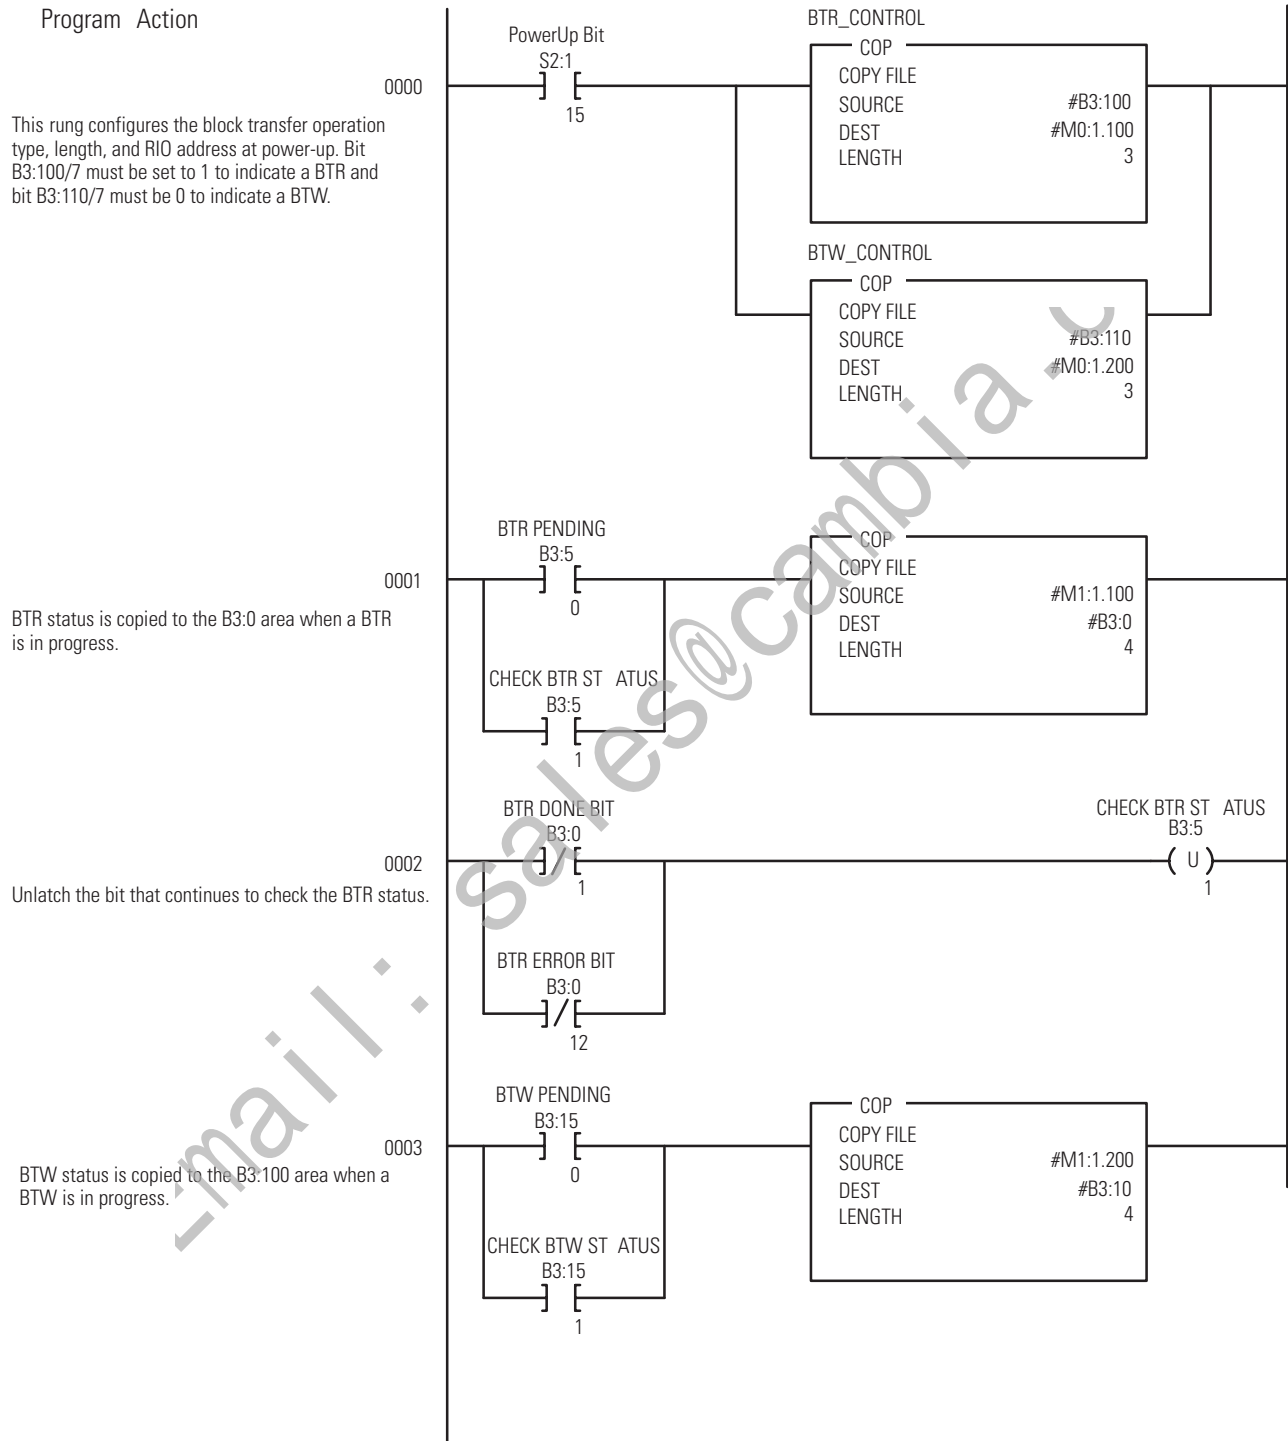 Program Action
BTR_CONTROL
PowerUp Bit
S2:1
15
0000
COP
COPY FILE
SOURCE #B3:100
DEST #M0:1.100
LENGTH 3
This rung configures the block transfer operation
type, length, and RIO address at power-up. Bit
B3:100/7 must be set to 1 to indicate a BTR and
bit B3:110/7 must be 0 to indicate a BTW.
BTW_CONTROL
COP
COPY FILE
SOURCE #B3:110
DEST #M0:1.200
LENGTH 3
BTR PENDING
B3:5
0
0001
COP
COPY FILE
SOURCE #M1:1.100
DEST #B3:0
LENGTH 4
BTR status is copied to the B3:0 area when a BTR
is in progress.
CHECK BTR ST ATUS
B3:5
1
BTR DONE BIT
B3:0
1
CHECK BTR ST ATUS
B3:5
U
1
0002
Unlatch the bit that continues to check the BTR status.
BTR ERROR BIT
B3:0
12
BTW PENDING
B3:15
0
0003
COP
COPY FILE
SOURCE #M1:1.200
DEST #B3:10
LENGTH 4
BTW status is copied to the B3:100 area when a
BTW is in progress.
CHECK BTW ST ATUS
B3:15
1
Email: sales@cambia.c